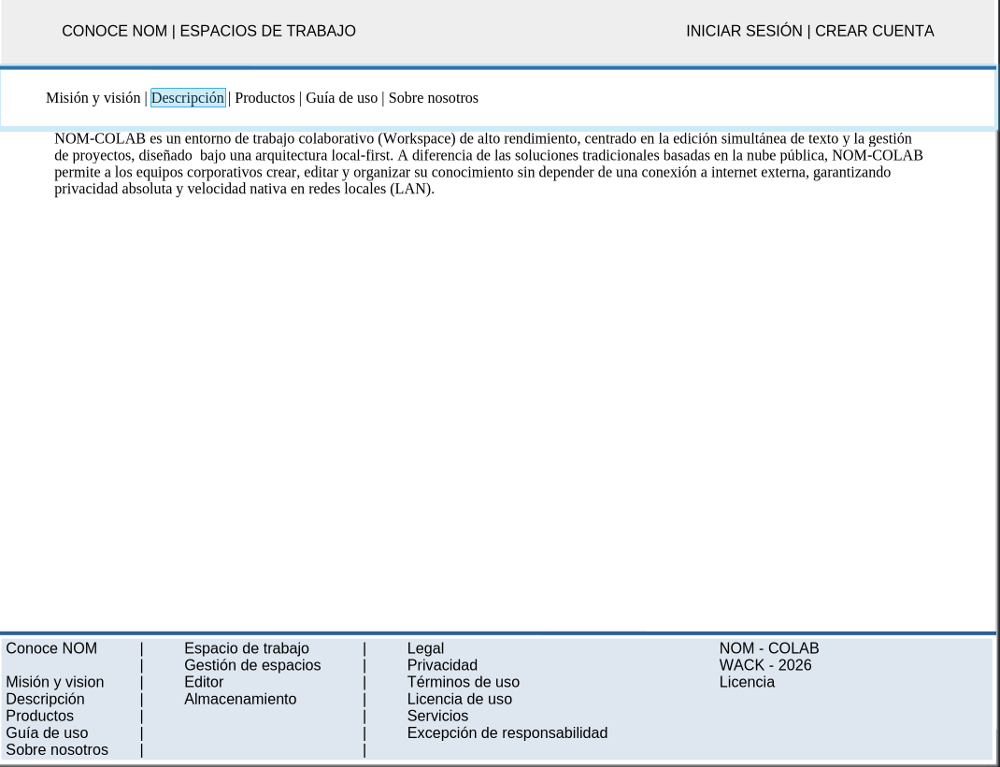 CONOCE NOM | ESPACIOS DE TRABAJO INICIAR SESIÓN | CREAR CUENTA
Misión y visión | Descripción | Productos | Guía de uso | Sobre nosotros
NOM-COLAB es un entorno de trabajo colaborativo (Workspace) de alto rendimiento, centrado en la edición simultánea de texto y la gestión
de proyectos, diseñado  bajo una arquitectura local-first. A diferencia de las soluciones tradicionales basadas en la nube pública, NOM-COLAB
permite a los equipos corporativos crear, editar y organizar su conocimiento sin depender de una conexión a internet externa, garantizando
privacidad absoluta y velocidad nativa en redes locales (LAN).
Conoce NOM | Espacio de trabajo | Legal NOM - COLAB
| Gestión de espacios | Privacidad WACK - 2026
Misión y vision | Editor | Términos de uso Licencia
Descripción | Almacenamiento | Licencia de uso
Productos | | Servicios
Guía de uso | | Excepción de responsabilidad
Sobre nosotros | |